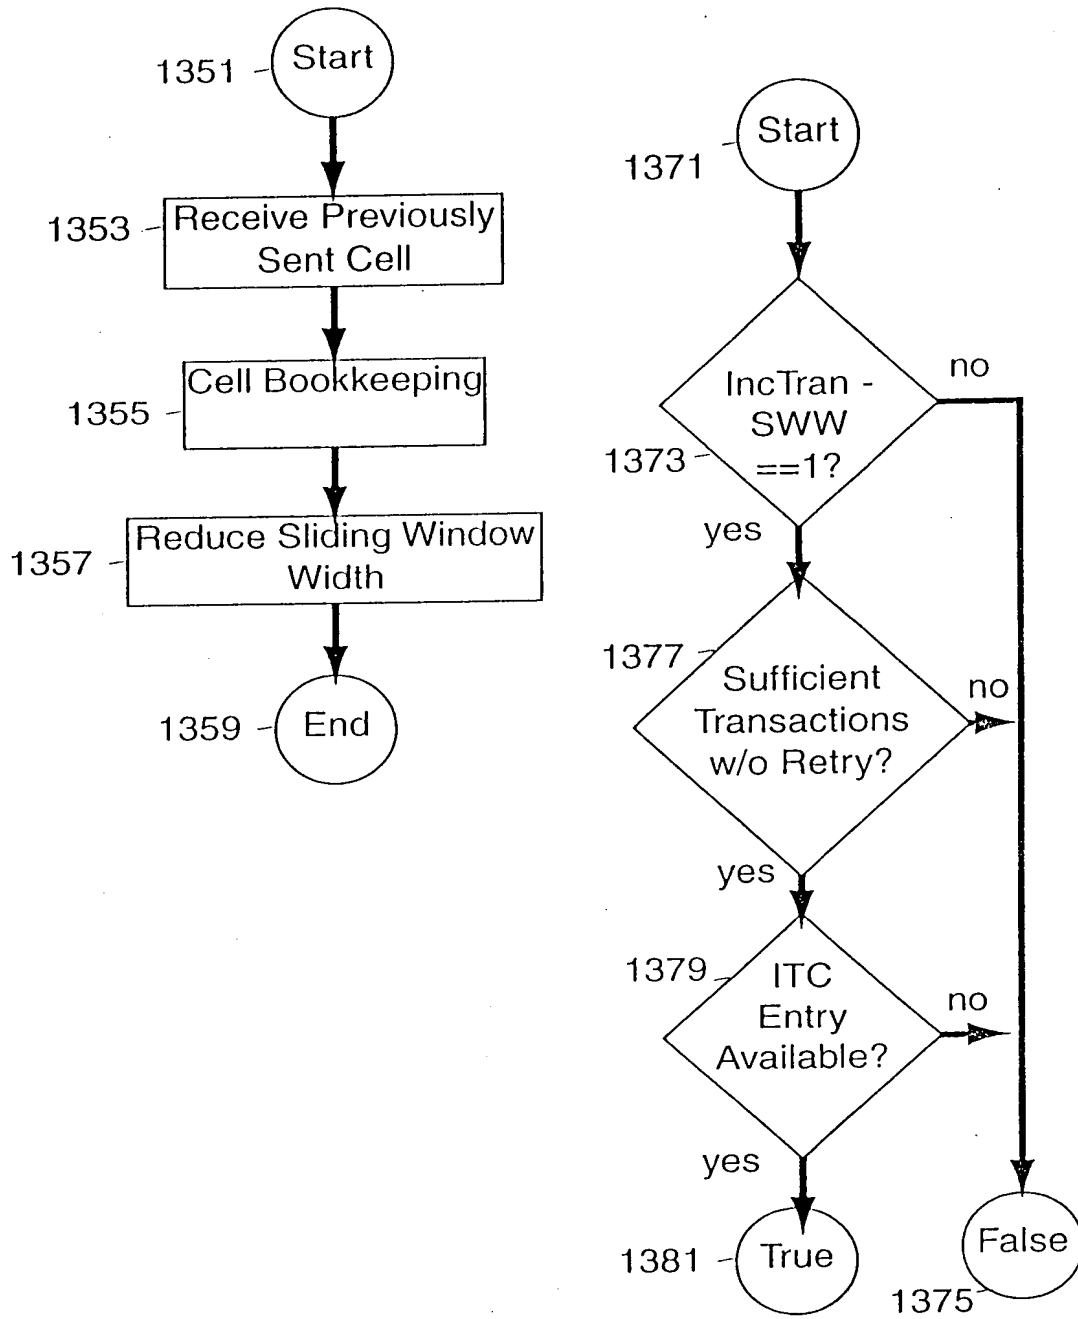 1351
Start
1353
Receive Previously
Sent Cell
1355
Cell Bookkeeping
1357
Reduce Sliding Window
Width
1359
End
1371
Start
1373
IncTran -
SWW
==1?
no
yes
1377
Sufficient
Transactions
w/o Retry?
no
yes
1379
ITC
Entry
Available?
no
yes
1381
True
False
1375